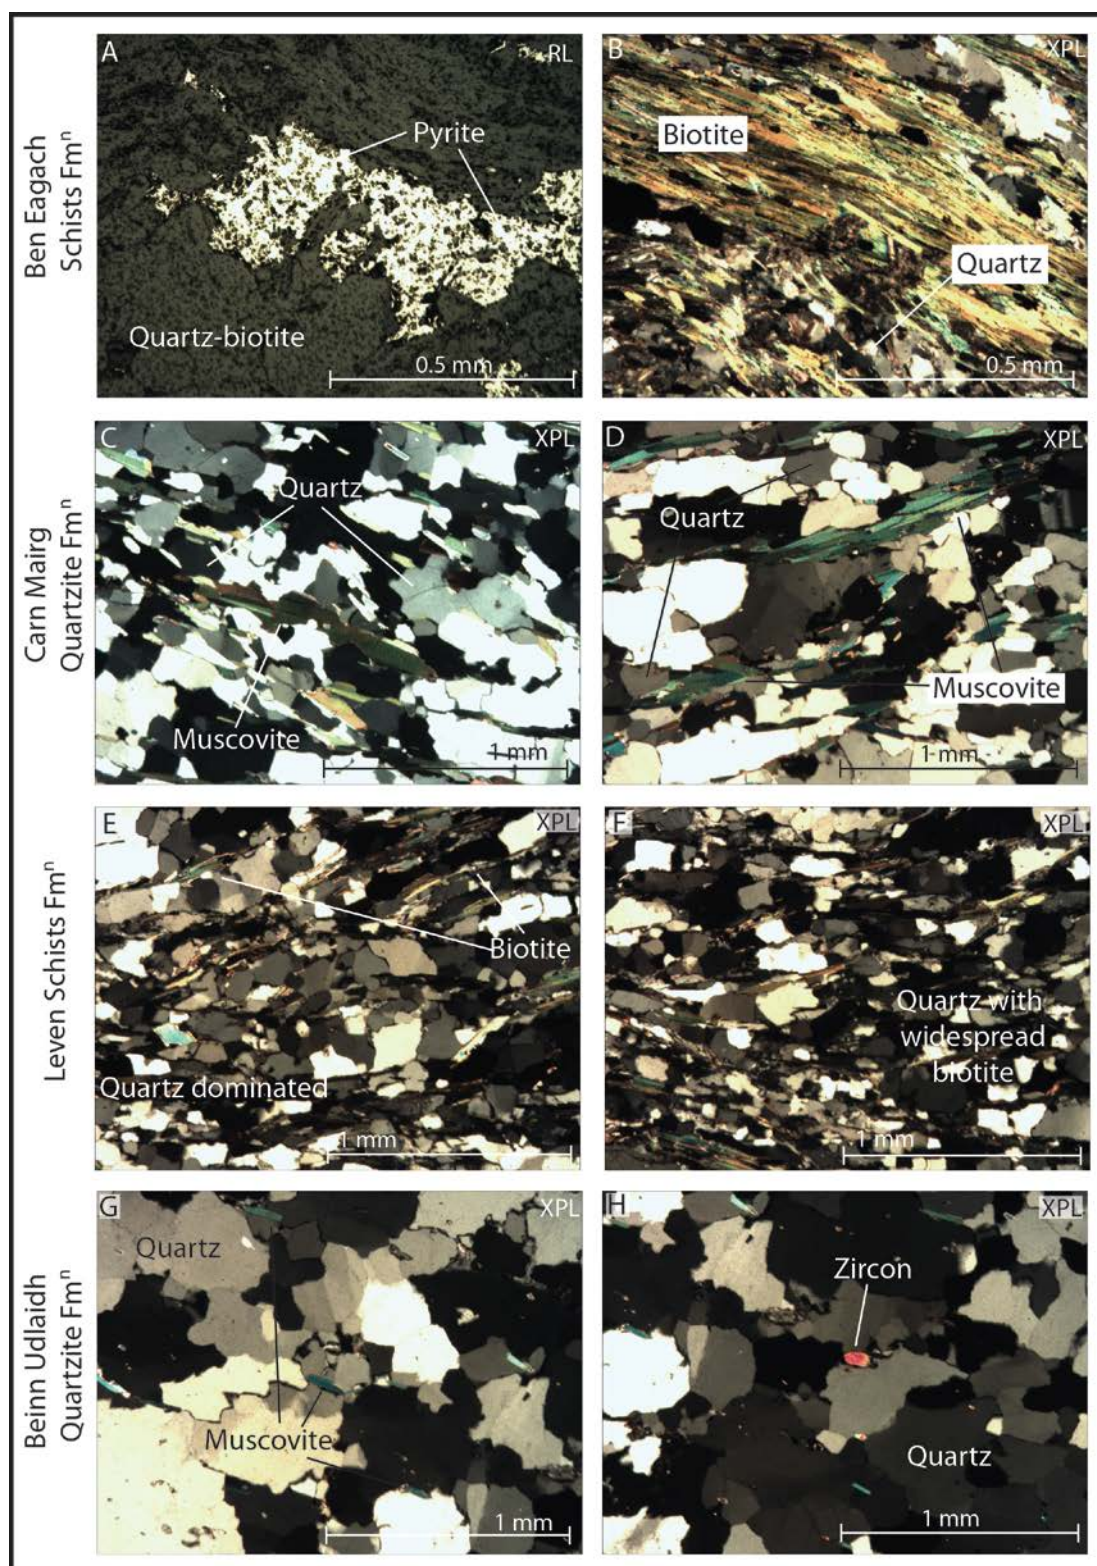 Ben Eagach
Schists Fmⁿ
A
RL
Pyrite
Quartz-biotite
0.5 mm
B
XPL
Biotite
Quartz
0.5 mm
Carn Mairg
Quartzite Fmⁿ
C
XPL
Quartz
Muscovite
1 mm
D
XPL
Quartz
Muscovite
1 mm
Leven Schists Fmⁿ
E
XPL
Biotite
Quartz dominated
1 mm
F
XPL
Quartz with
widespread
biotite
1 mm
Beinn Udlaidh
Quartzite Fmⁿ
G
XPL
Quartz
Muscovite
1 mm
H
XPL
Zircon
Quartz
1 mm